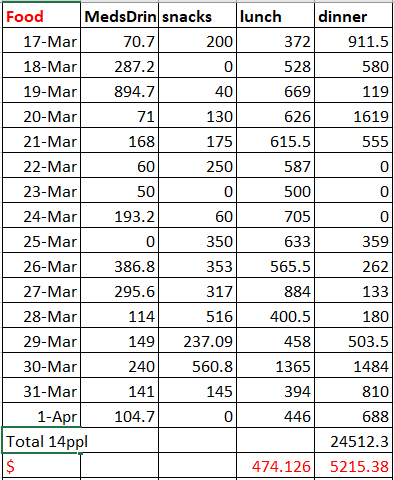 Food MedsDrin snacks lunch dinner
17-Mar 70.7 200 372 911.5
18-Mar 287.2 0 528 580
19-Mar 894.7 40 669 119
20-Mar 71 130 626 1619
21-Mar 168 175 615.5 555
22-Mar 60 250 587 0
23-Mar 50 0 500 0
24-Mar 193.2 60 705 0
25-Mar 0 350 633 359
26-Mar 386.8 353 565.5 262
27-Mar 295.6 317 884 133
28-Mar 114 516 400.5 180
29-Mar 149 237.09 458 503.5
30-Mar 240 560.8 1365 1484
31-Mar 141 145 394 810
1-Apr 104.7 0 446 688
Total 14ppl 24512.3
$ 474.126 5215.38